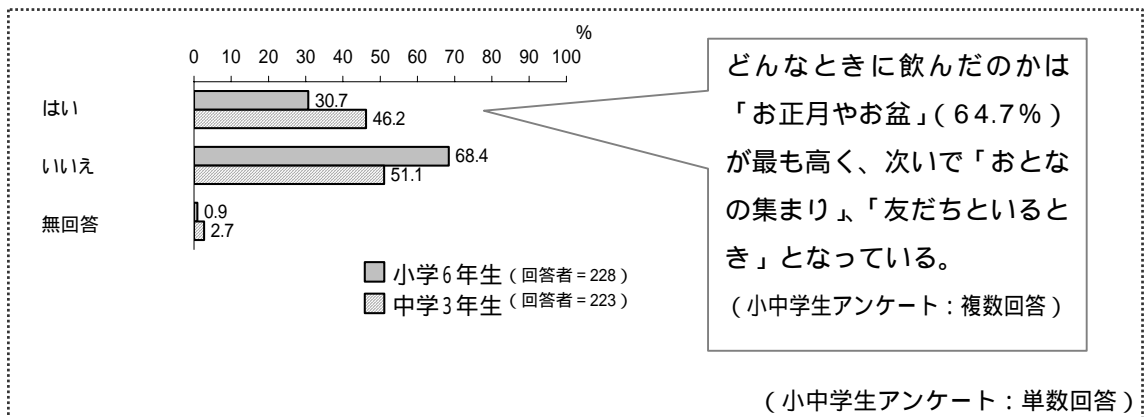 %
0 10 20 30 40 50 60 70 80 90 100
はい
30.7
46.2
いいえ
68.4
51.1
無回答
0.9
2.7
小学6年生（回答者=228）
中学3年生（回答者=223）
どんなときに飲んだのかは
「お正月やお盆」（64.7％）
が最も高く、次いで「おとな
の集まり」、「友だちといると
き」となっている。
（小中学生アンケート：複数回答）
（小中学生アンケート：単数回答）